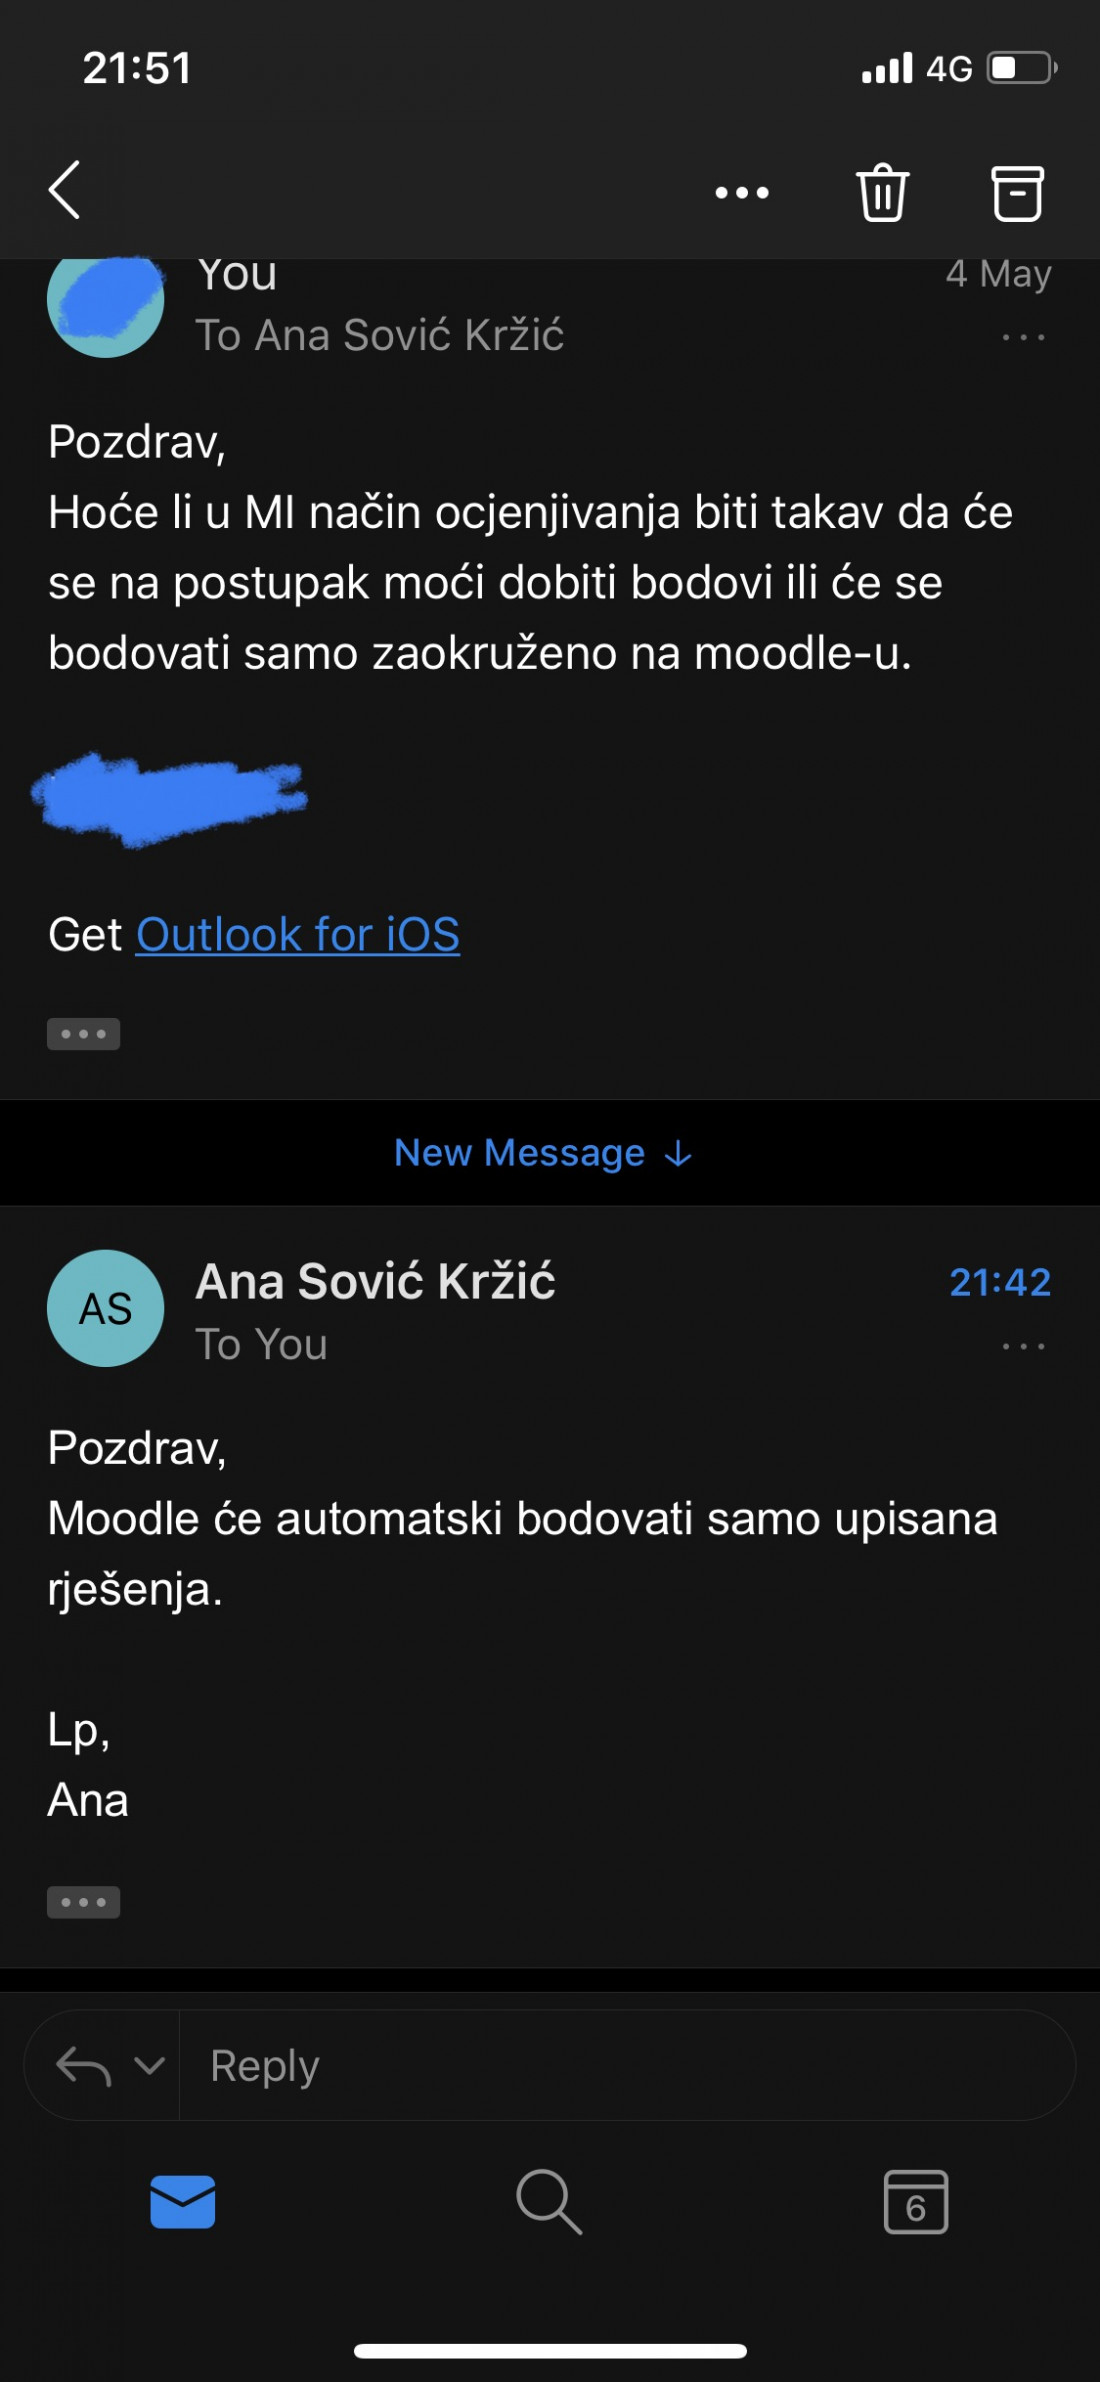 21:51 4G
You 4 May
To Ana Sović Kržić
Pozdrav,
Hoće li u MI način ocjenjivanja biti takav da će
se na postupak moći dobiti bodovi ili će se
bodovati samo zaokruženo na moodle-u.
Get Outlook for iOS
New Message ↓
AS Ana Sović Kržić 21:42
To You
Pozdrav,
Moodle će automatski bodovati samo upisana
rješenja.
Lp,
Ana
Reply
6